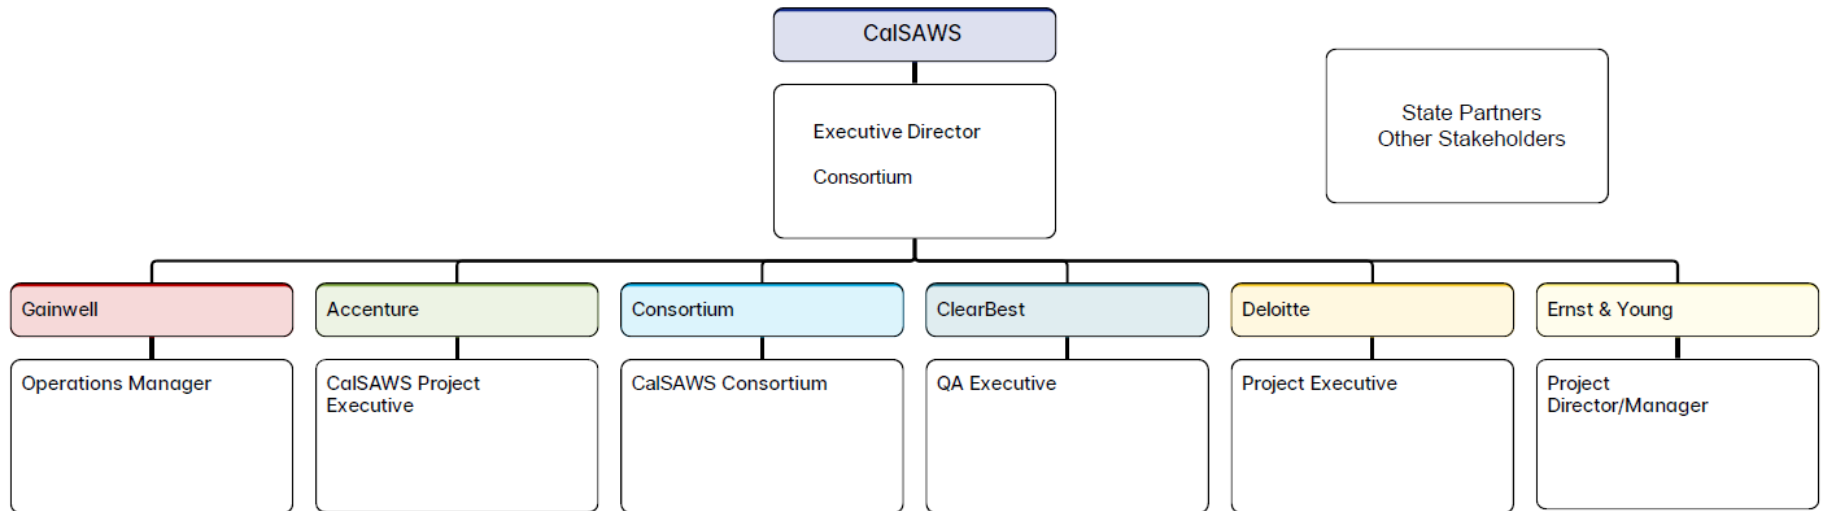 CalSAWS
Executive Director
Consortium
State Partners
Other Stakeholders
Gainwell
Accenture
Consortium
ClearBest
Deloitte
Ernst & Young
Operations Manager
CalSAWS Project
Executive
CalSAWS Consortium
QA Executive
Project Executive
Project
Director/Manager